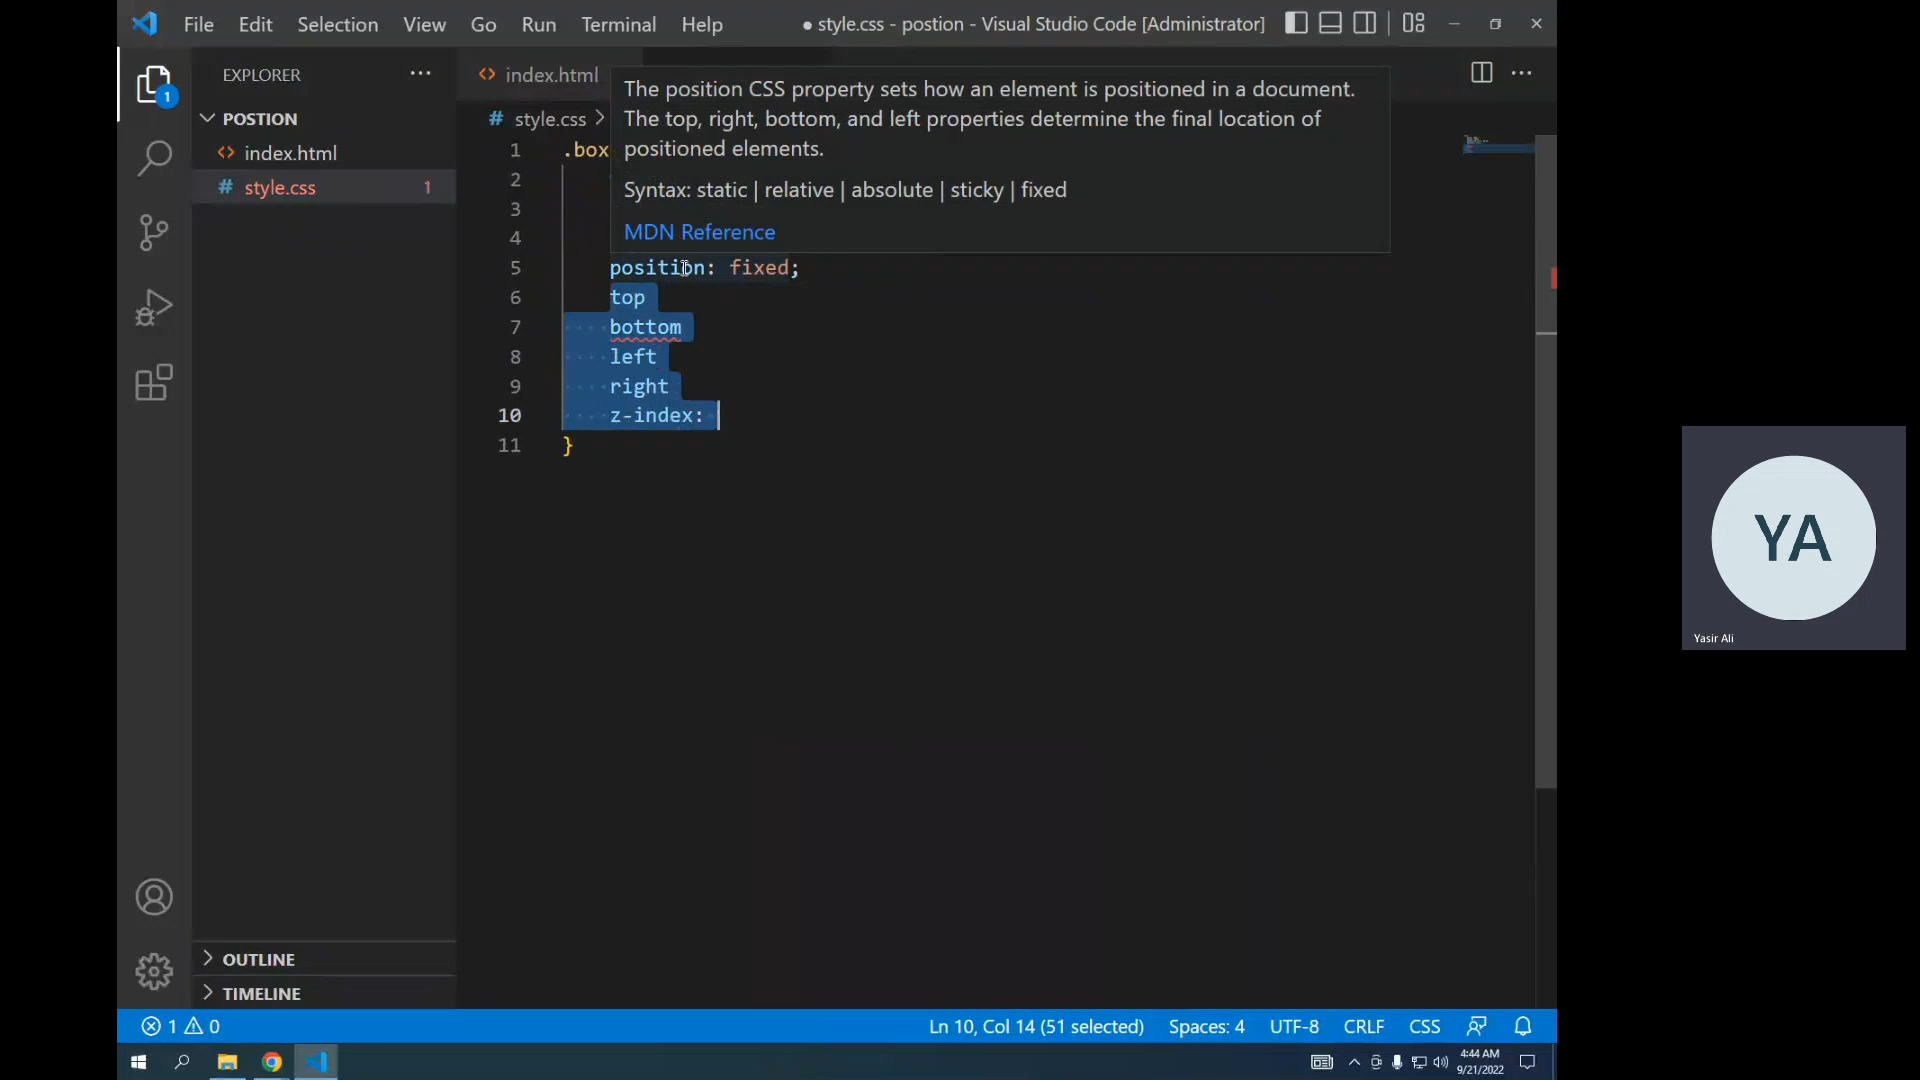 File Edit Selection View Go Run Terminal Help
● style.css - postion - Visual Studio Code [Administrator]
EXPLORER
POSTION
index.html
style.css 1
OUTLINE
TIMELINE
index.html
# style.css >
The position CSS property sets how an element is positioned in a document.
The top, right, bottom, and left properties determine the final location of
positioned elements.
Syntax: static | relative | absolute | sticky | fixed
MDN Reference
1 .box
2
3
4
5 position: fixed;
6 top
7 bottom
8 left
9 right
10 z-index:
11 }
1
1 0
Ln 10, Col 14 (51 selected) Spaces: 4 UTF-8 CRLF CSS
4:44 AM
9/21/2022
YA
Yasir Ali